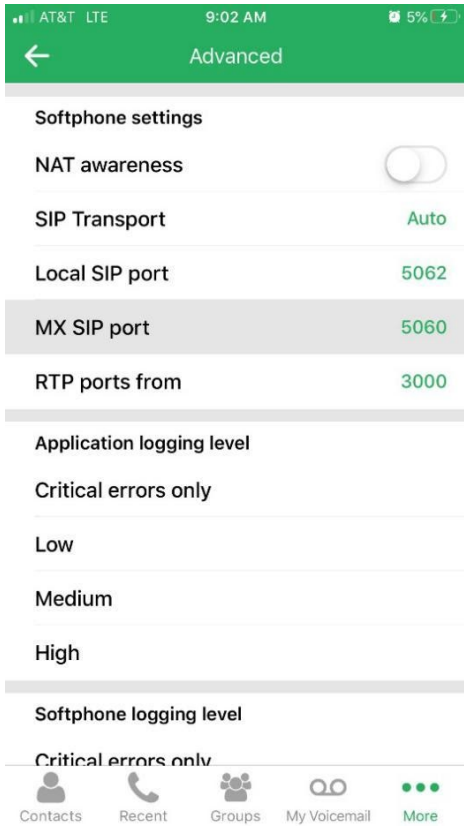 AT&T LTE 9:02 AM 5%
Advanced
Softphone settings
NAT awareness
SIP Transport Auto
Local SIP port 5062
MX SIP port 5060
RTP ports from 3000
Application logging level
Critical errors only
Low
Medium
High
Softphone logging level
Critical errors only
Contacts Recent Groups My Voicemail More